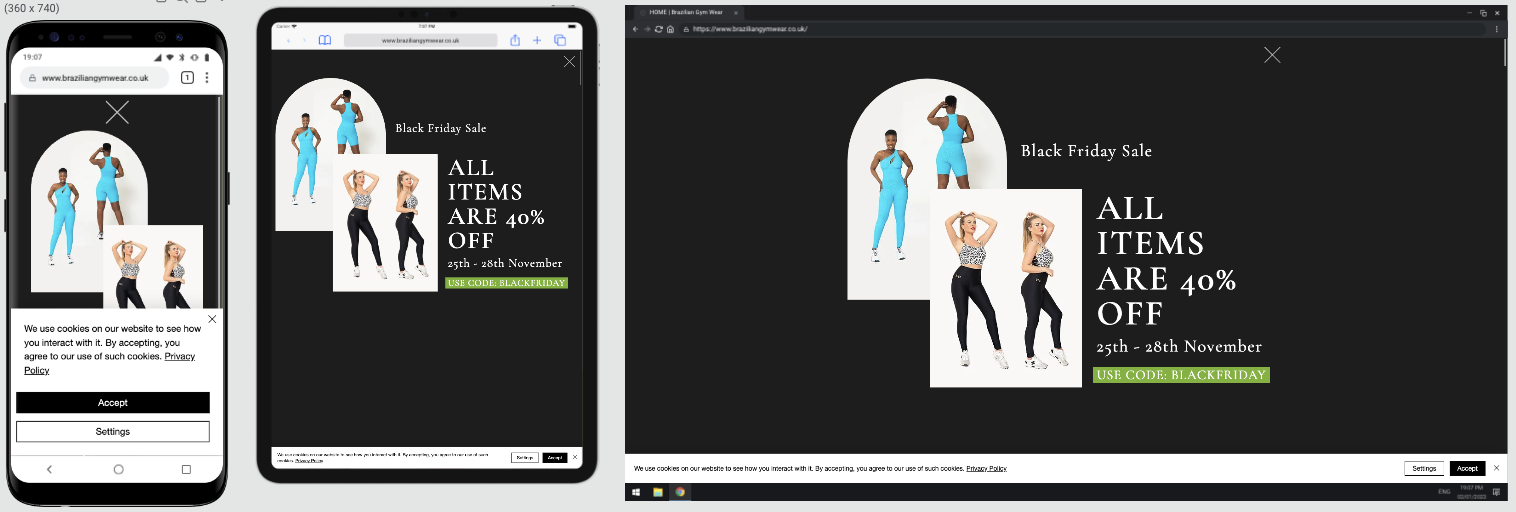 (360 x 740)
19:07
www.braziliangymwear.co.uk
1
We use cookies on our website to see how
you interact with it. By accepting, you
agree to our use of such cookies. Privacy
Policy
Accept
Settings
7:07 PM
www.braziliangymwear.co.uk
Black Friday Sale
ALL
ITEMS
ARE 40%
OFF
25th - 28th November
USE CODE: BLACKFRIDAY
We use cookies on our website to see how you interact with it. By accepting, you agree to our use of such
cookies. Privacy Policy
Settings
Accept
HOME | Brazilian Gym Wear
https://www.braziliangymwear.co.uk/
Black Friday Sale
ALL
ITEMS
ARE 40%
OFF
25th - 28th November
USE CODE: BLACKFRIDAY
We use cookies on our website to see how you interact with it. By accepting, you agree to our use of such cookies. Privacy Policy
Settings
Accept
ENG
19:07 PM
02/01/2023